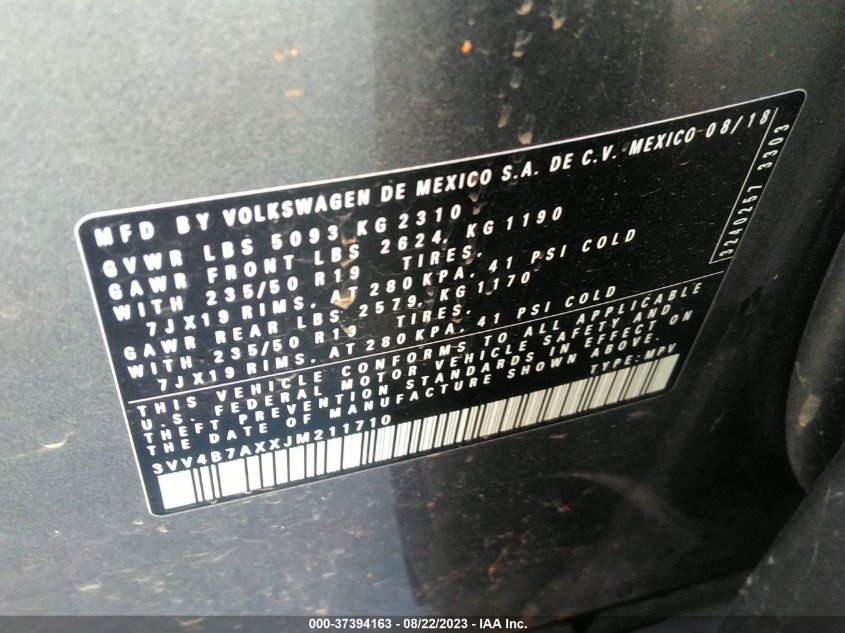 MFD BY VOLKSWAGEN DE MEXICO S.A. DE C.V. MEXICO 08/18
GVWR LBS 5093 KG 2310
GAWR FRONT LBS 2624. KG 1190
WITH 235/50 R19 TIRES.
7JX19 RIMS. AT 280 KPA. 41 PSI COLD
GAWR REAR LBS 2579. KG 1170
WITH 235/50 R19 TIRES.
7JX19 RIMS. AT 280 KPA. 41 PSI COLD
3240267 3303
THIS VEHICLE CONFORMS TO ALL APPLICABLE
U.S. FEDERAL MOTOR VEHICLE SAFETY AND
THEFT PREVENTION STANDARDS IN EFFECT ON
THE DATE OF MANUFACTURE SHOWN ABOVE.
3VV4B7AXXJM211710 TYPE: MPV
000-37394163 - 08/22/2023 - IAA Inc.